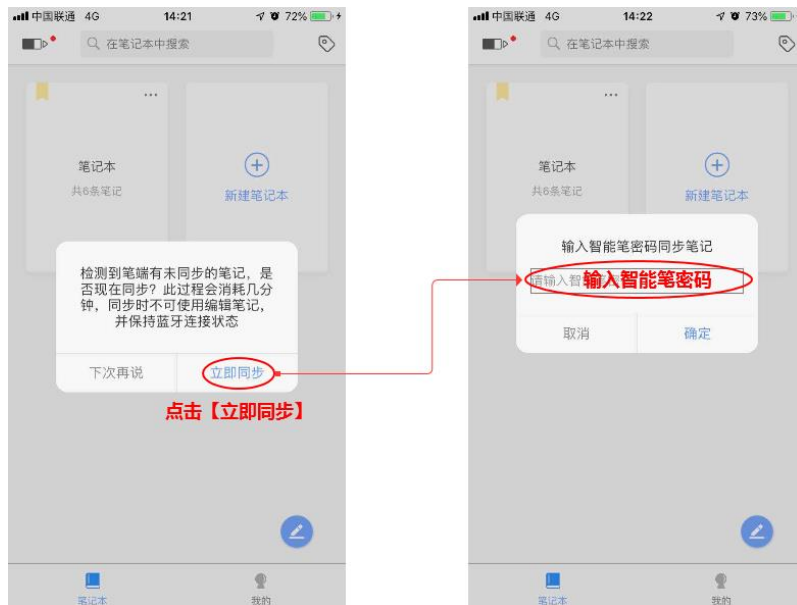 中国联通 4G 14:21 72%
在笔记本中搜索
...
笔记本
共6条笔记
新建笔记本
检测到笔端有未同步的笔记，是
否现在同步？此过程会消耗几分
钟，同步时不可使用编辑笔记，
并保持蓝牙连接状态
下次再说 立即同步
点击【立即同步】
笔记本 我的
中国联通 4G 14:22 73%
在笔记本中搜索
...
笔记本
共6条笔记
新建笔记本
输入智能笔密码同步笔记
请输入智
输入智能笔密码
取消 确定
笔记本 我的